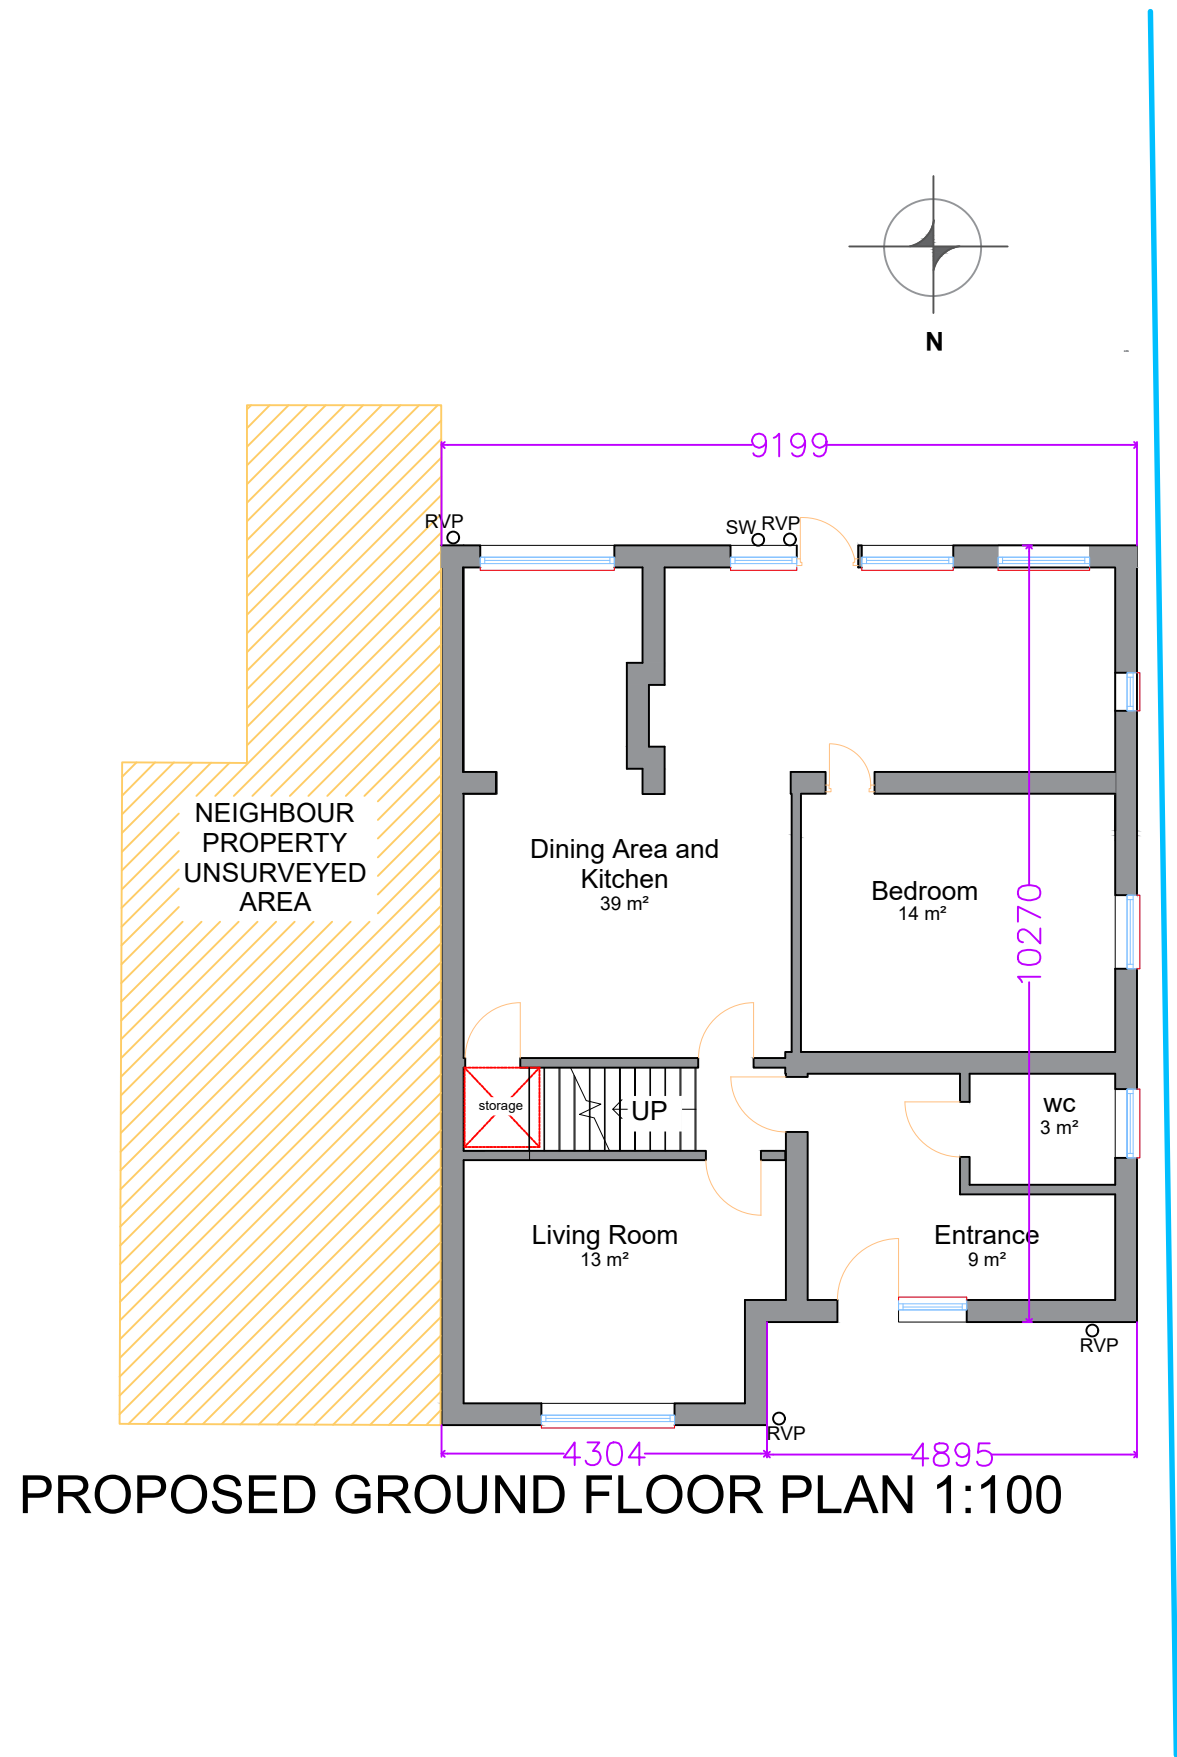 N
9199
RVP
SW RVP
NEIGHBOUR
PROPERTY
UNSURVEYED
AREA
Dining Area and
Kitchen
39 m²
Bedroom
14 m²
10270
storage
UP
wc
3 m²
Living Room
13 m²
Entrance
9 m²
RVP
RVP
4304
4895
PROPOSED GROUND FLOOR PLAN 1:100